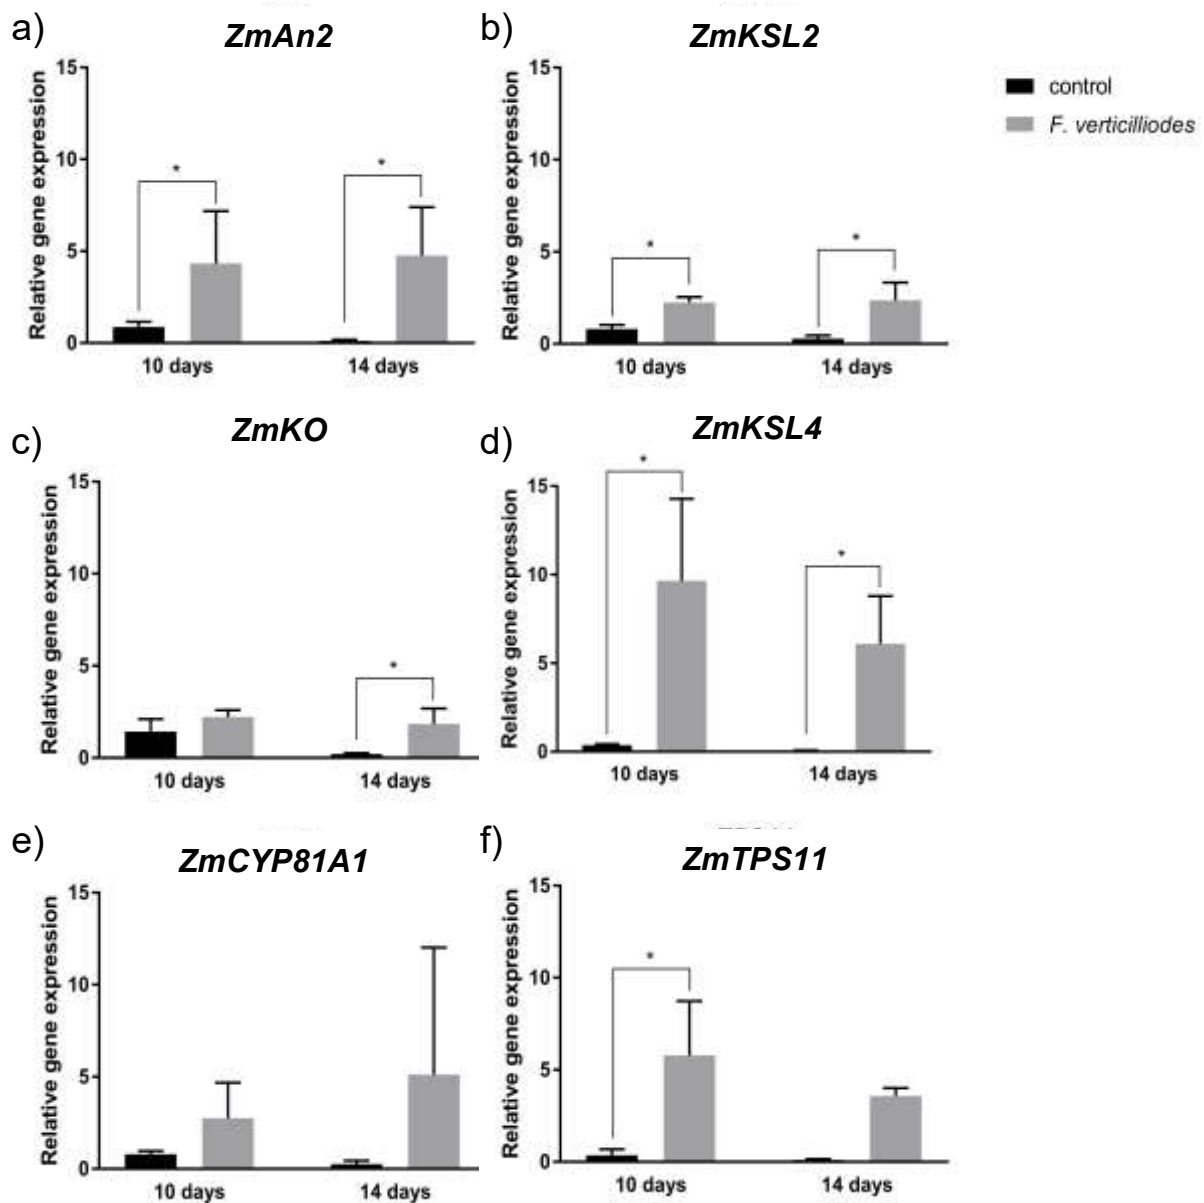 a)
ZmAn2
15
10
5
0
Relative gene expression
*
*
10 days
14 days
b)
ZmKSL2
15
10
5
0
Relative gene expression
*
*
10 days
14 days
control
F. verticilliodes
c)
ZmKO
15
10
5
0
Relative gene expression
*
10 days
14 days
d)
ZmKSL4
15
10
5
0
Relative gene expression
*
*
10 days
14 days
e)
ZmCYP81A1
15
10
5
0
Relative gene expression
10 days
14 days
f)
ZmTPS11
15
10
5
0
Relative gene expression
*
10 days
14 days